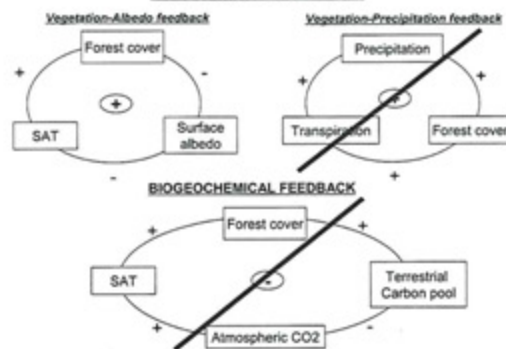 Vegetation-Albedo feedback
Vegetation-Precipitation feedback
Forest cover
Precipitation
+
-
+
+
+
+
SAT
Surface
albedo
Transpiration
Forest cover
-
+
BIOGEOCHEMICAL FEEDBACK
Forest cover
+
+
SAT
-
Terrestrial
Carbon pool
+
-
Atmospheric CO2